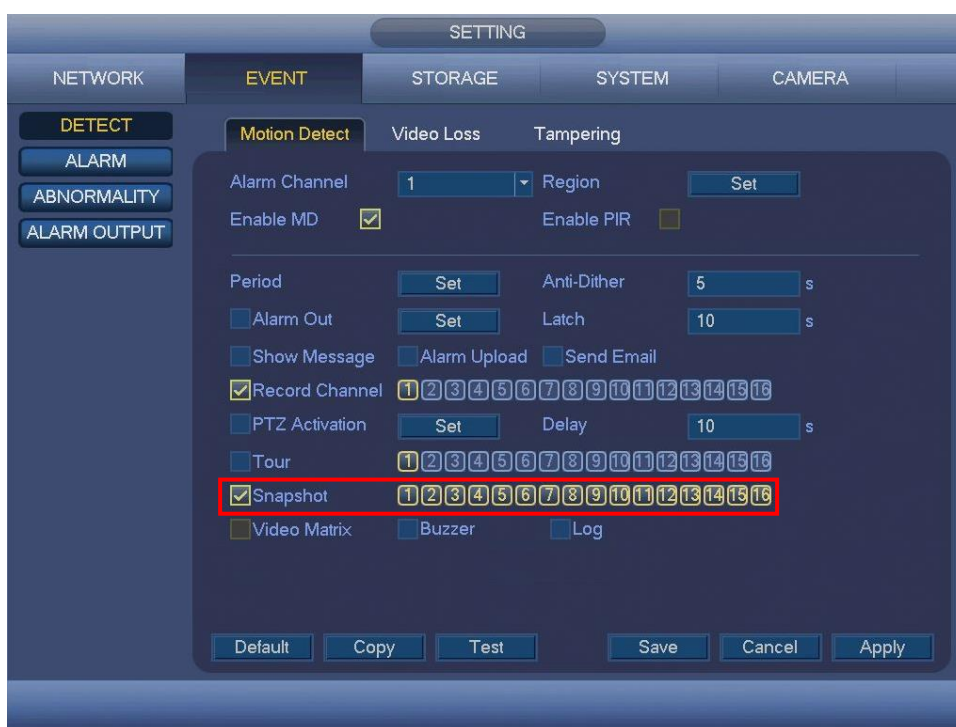 SETTING
NETWORK EVENT STORAGE SYSTEM CAMERA
DETECT
ALARM
ABNORMALITY
ALARM OUTPUT
Motion Detect Video Loss Tampering
Alarm Channel 1 Region Set
Enable MD Enable PIR
Period Set Anti-Dither 5 s
Alarm Out Set Latch 10 s
Show Message Alarm Upload Send Email
Record Channel 1 2 3 4 5 6 7 8 9 10 11 12 13 14 15 16
PTZ Activation Set Delay 10 s
Tour 1 2 3 4 5 6 7 8 9 10 11 12 13 14 15 16
Snapshot 1 2 3 4 5 6 7 8 9 10 11 12 13 14 15 16
Video Matrix Buzzer Log
Default Copy Test Save Cancel Apply